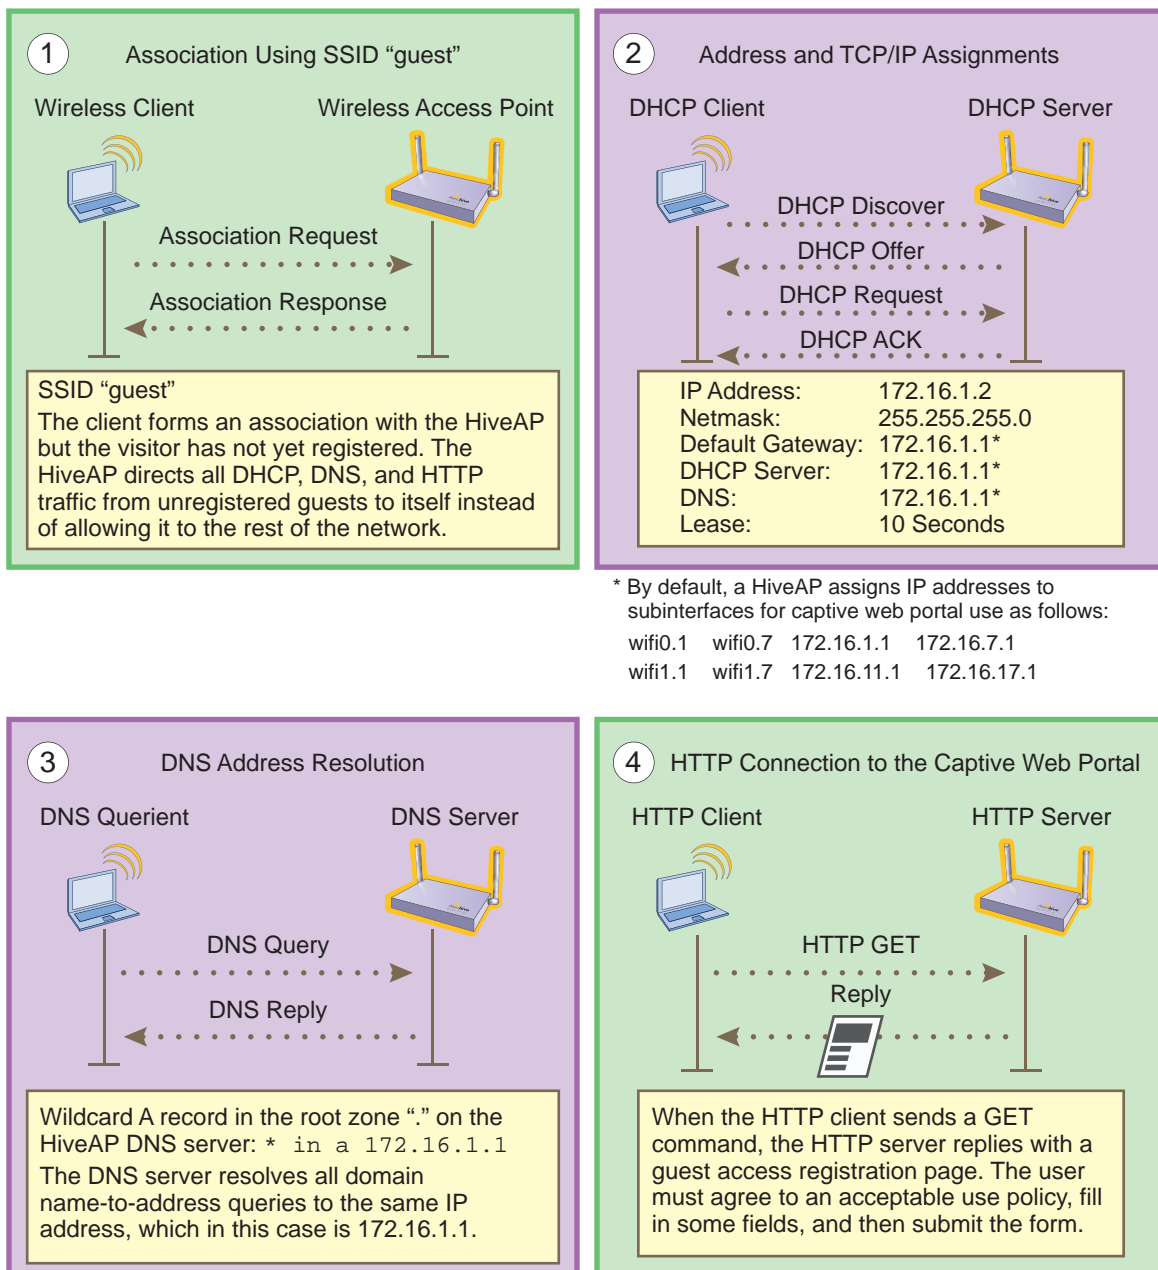 1
Association Using SSID “guest”
Wireless Client
Wireless Access Point
Association Request
Association Response
SSID “guest”
The client forms an association with the HiveAP
but the visitor has not yet registered. The
HiveAP directs all DHCP, DNS, and HTTP
traffic from unregistered guests to itself instead
of allowing it to the rest of the network.
2
Address and TCP/IP Assignments
DHCP Client
DHCP Server
DHCP Discover
DHCP Offer
DHCP Request
DHCP ACK
IP Address: 172.16.1.2
Netmask: 255.255.255.0
Default Gateway: 172.16.1.1*
DHCP Server: 172.16.1.1*
DNS: 172.16.1.1*
Lease: 10 Seconds
* By default, a HiveAP assigns IP addresses to
subinterfaces for captive web portal use as follows:
wifi0.1 wifi0.7 172.16.1.1 172.16.7.1
wifi1.1 wifi1.7 172.16.11.1 172.16.17.1
3
DNS Address Resolution
DNS Querient
DNS Server
DNS Query
DNS Reply
Wildcard A record in the root zone “.” on the
HiveAP DNS server: * in a 172.16.1.1
The DNS server resolves all domain
name-to-address queries to the same IP
address, which in this case is 172.16.1.1.
4
HTTP Connection to the Captive Web Portal
HTTP Client
HTTP Server
HTTP GET
Reply
When the HTTP client sends a GET
command, the HTTP server replies with a
guest access registration page. The user
must agree to an acceptable use policy, fill
in some fields, and then submit the form.